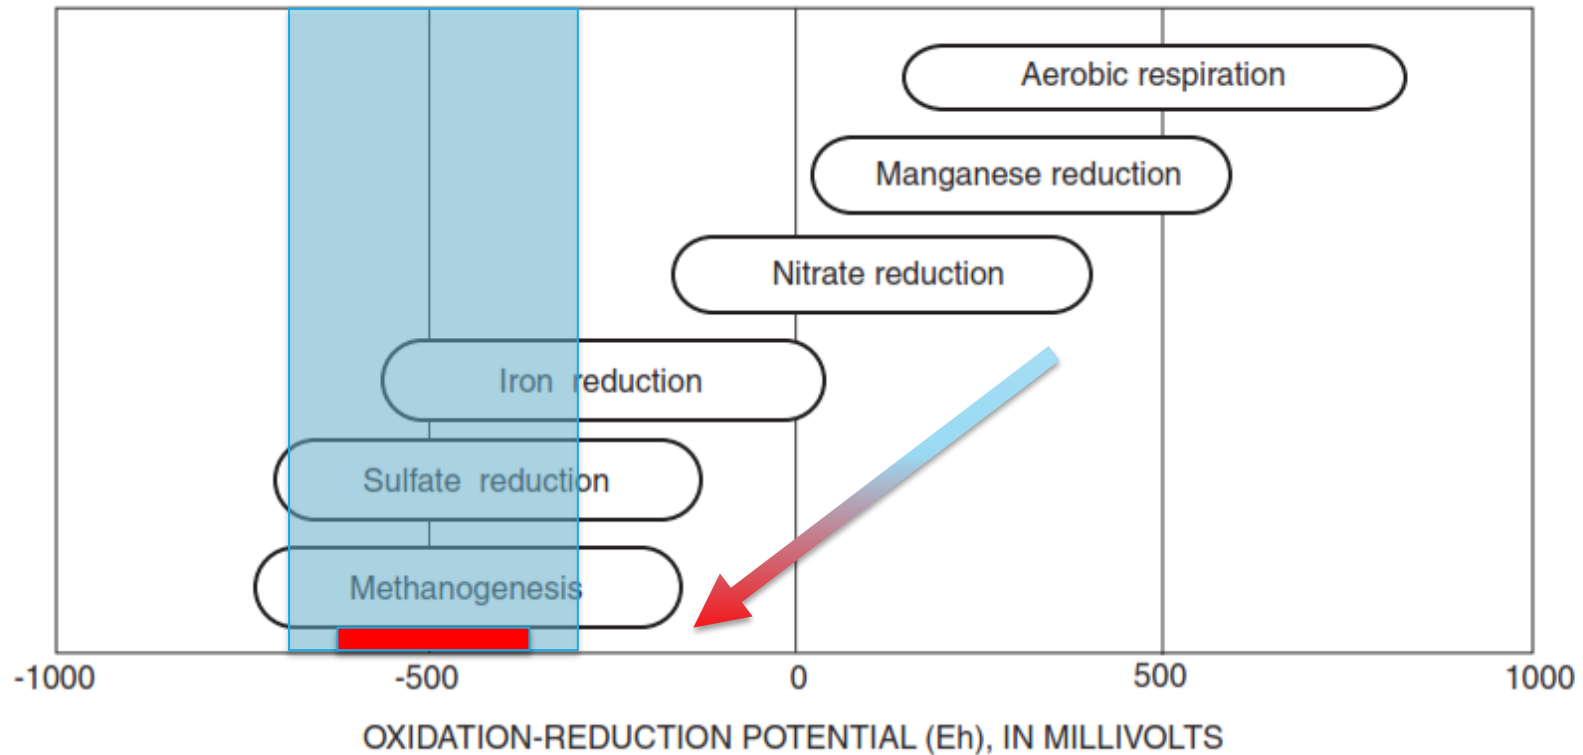 Aerobic respiration
Manganese reduction
Nitrate reduction
Iron reduction
Sulfate reduction
Methanogenesis
-1000 -500 0 500 1000
OXIDATION-REDUCTION POTENTIAL (Eh), IN MILLIVOLTS